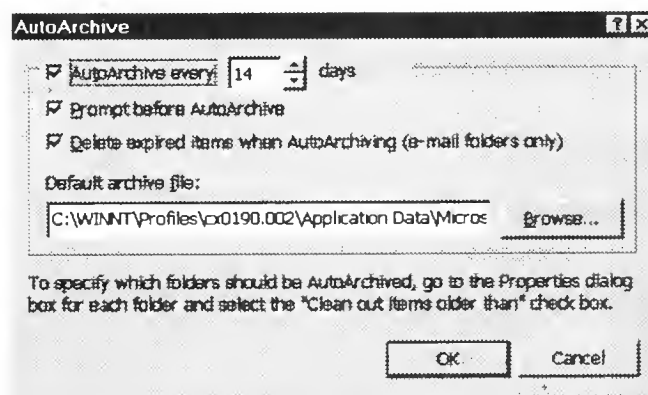 AutoArchive
AutoArchive every 14 days
Prompt before AutoArchive
Delete expired items when AutoArchiving (e-mail folders only)
Default archive file:
C:\WINNT\Profiles\cx0190.002\Application Data\Micros Browse...
To specify which folders should be AutoArchived, go to the Properties dialog
box for each folder and select the "Clean out items older than" check box.
OK Cancel